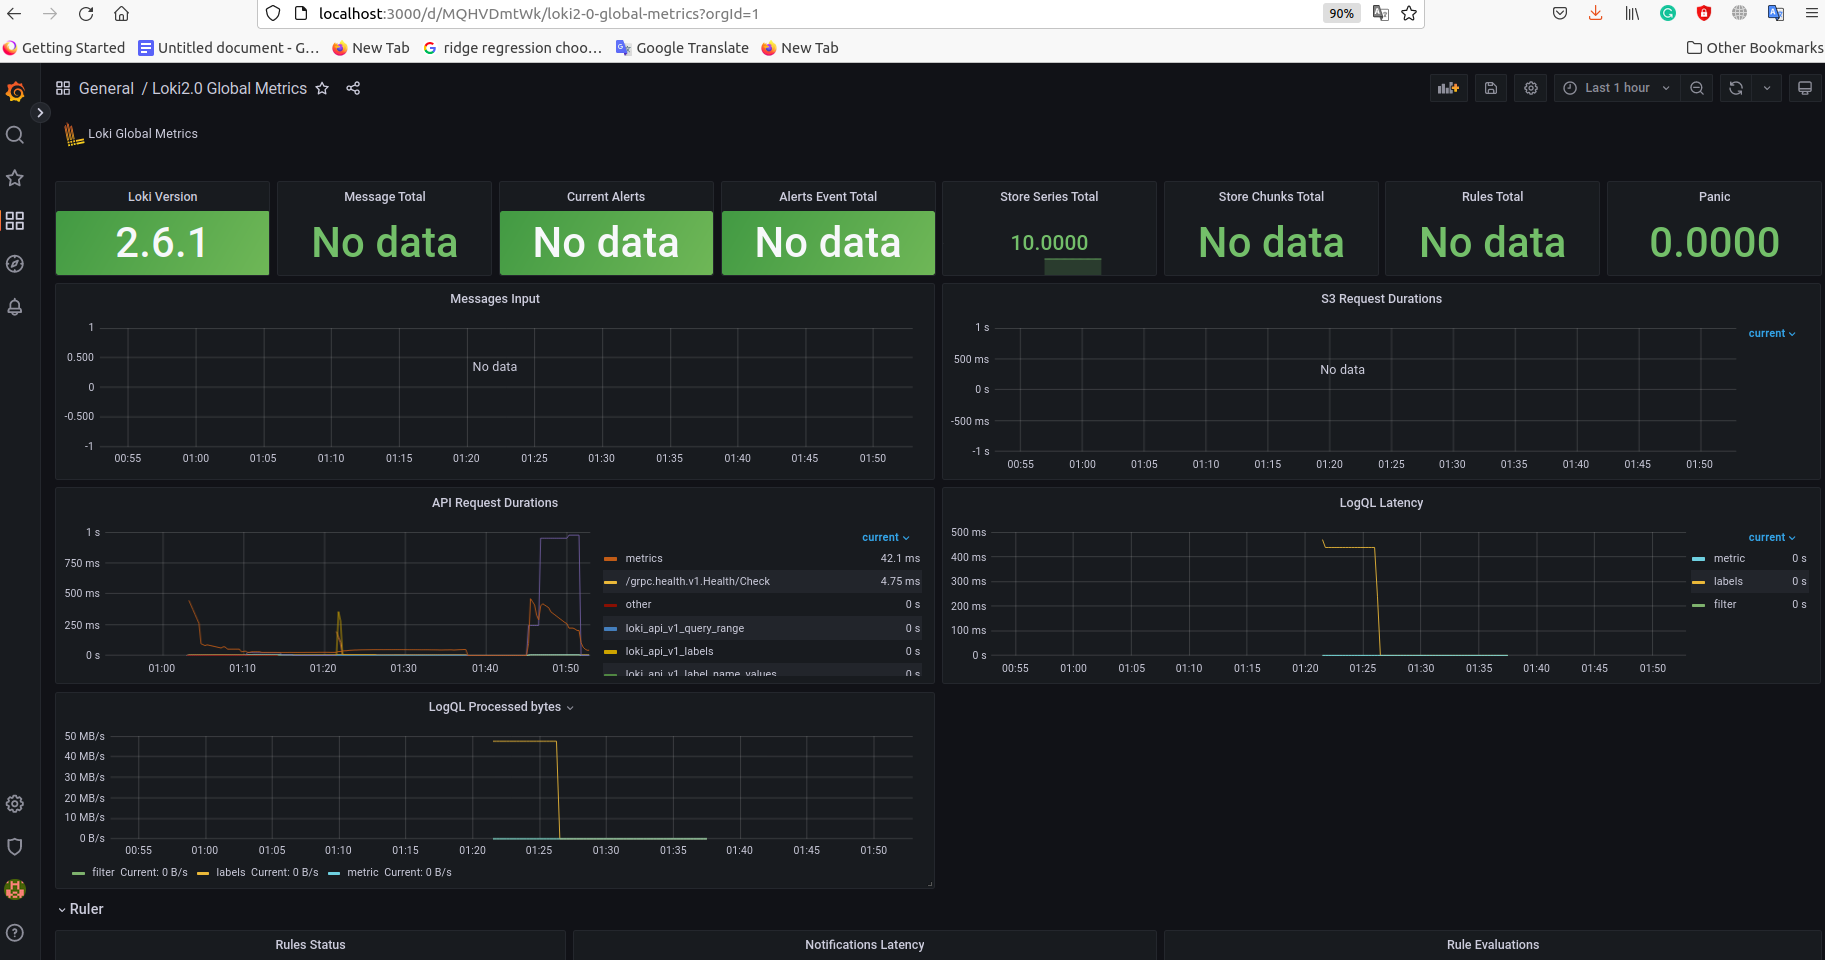 localhost:3000/d/MQHVDmtWk/loki2-0-global-metrics?orgId=1
90%
Getting Started Untitled document - G... New Tab ridge regression choo... Google Translate New Tab Other Bookmarks
General / Loki2.0 Global Metrics
Last 1 hour
Loki Global Metrics
Loki Version Message Total Current Alerts Alerts Event Total Store Series Total Store Chunks Total Rules Total Panic
2.6.1 No data No data No data 10.0000 No data No data 0.0000
Messages Input
1
0.500
0
-0.500
-1
No data
00:55 01:00 01:05 01:10 01:15 01:20 01:25 01:30 01:35 01:40 01:45 01:50
S3 Request Durations
1 s
500 ms
0 s
-500 ms
-1 s
No data
current
00:55 01:00 01:05 01:10 01:15 01:20 01:25 01:30 01:35 01:40 01:45 01:50
API Request Durations
1 s
750 ms
500 ms
250 ms
0 s
01:00 01:10 01:20 01:30 01:40 01:50
current
metrics 42.1 ms
/grpc.health.v1.Health/Check 4.75 ms
other 0 s
loki_api_v1_query_range 0 s
loki_api_v1_labels 0 s
loki_api_v1_label_name_values 0 s
LogQL Latency
500 ms
400 ms
300 ms
200 ms
100 ms
0 s
00:55 01:00 01:05 01:10 01:15 01:20 01:25 01:30 01:35 01:40 01:45 01:50
current
metric 0 s
labels 0 s
filter 0 s
LogQL Processed bytes
50 MB/s
40 MB/s
30 MB/s
20 MB/s
10 MB/s
0 B/s
00:55 01:00 01:05 01:10 01:15 01:20 01:25 01:30 01:35 01:40 01:45 01:50
filter Current: 0 B/s labels Current: 0 B/s metric Current: 0 B/s
Ruler
Rules Status Notifications Latency Rule Evaluations